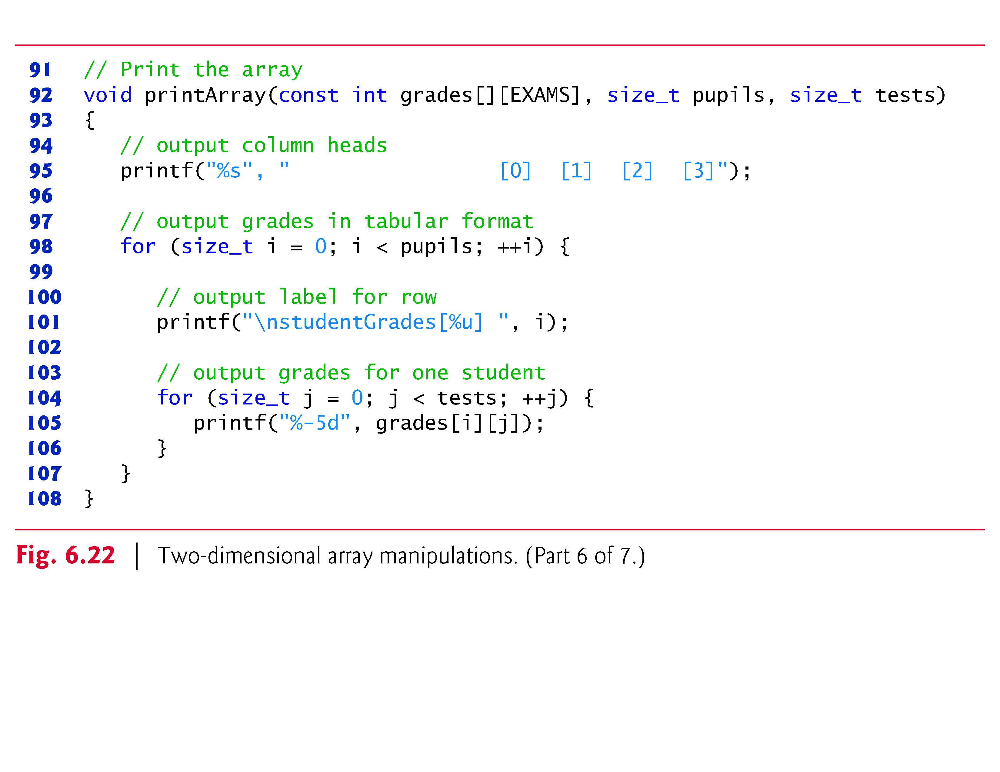 91 // Print the array
92 void printArray(const int grades[][EXAMS], size_t pupils, size_t tests)
93 {
94    // output column heads
95    printf("%s", "                 [0]  [1]  [2]  [3]");
96
97    // output grades in tabular format
98    for (size_t i = 0; i < pupils; ++i) {
99
100       // output label for row
101       printf("\nstudentGrades[%u] ", i);
102
103       // output grades for one student
104       for (size_t j = 0; j < tests; ++j) {
105          printf("%-5d", grades[i][j]);
106       }
107    }
108 }
Fig. 6.22 | Two-dimensional array manipulations. (Part 6 of 7.)